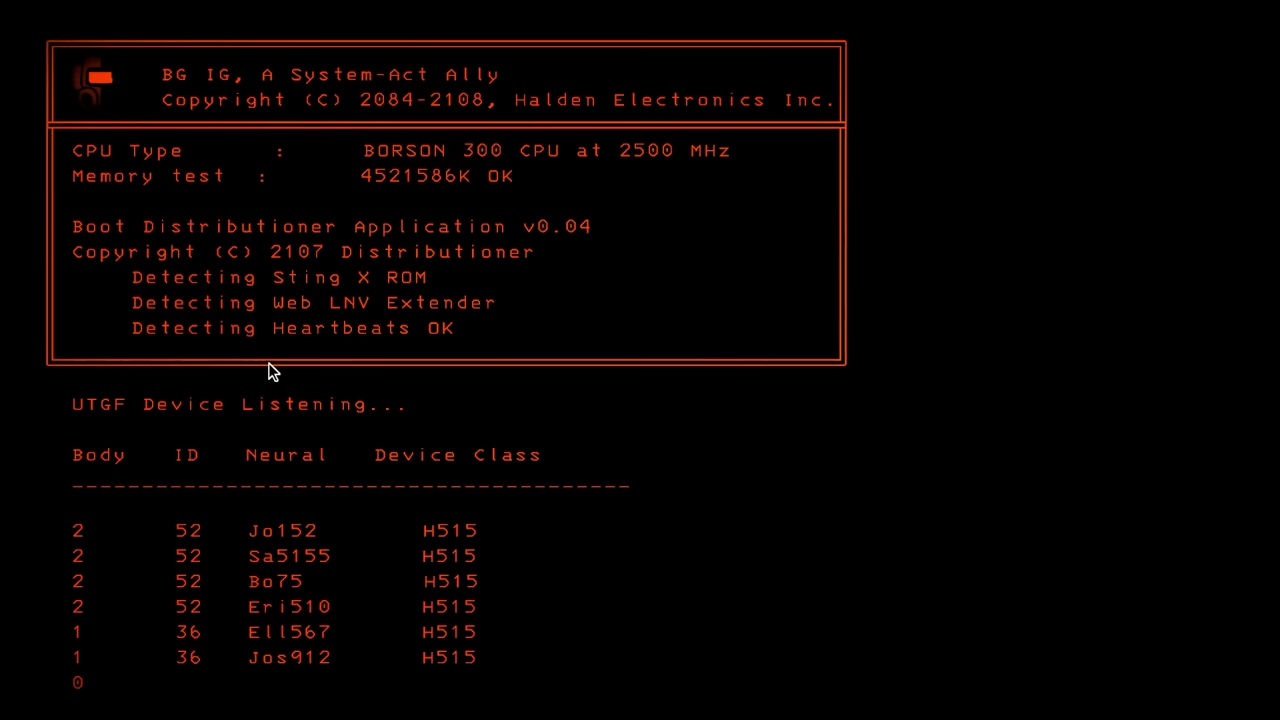 BG IG, A System-Act Ally
Copyright (C) 2084-2108, Halden Electronics Inc.
CPU Type : BORSON 300 CPU at 2500 MHz
Memory test : 4521586K OK
Boot Distributioner Application v0.04
Copyright (C) 2107 Distributioner
Detecting Sting X ROM
Detecting Web LNV Extender
Detecting Heartbeats OK
UTGF Device Listening...
Body ID Neural Device Class
----------------------------------------
2 52 Jo152 H515
2 52 Sa5155 H515
2 52 Bo75 H515
2 52 Eri510 H515
1 36 Ell567 H515
1 36 Jos912 H515
0